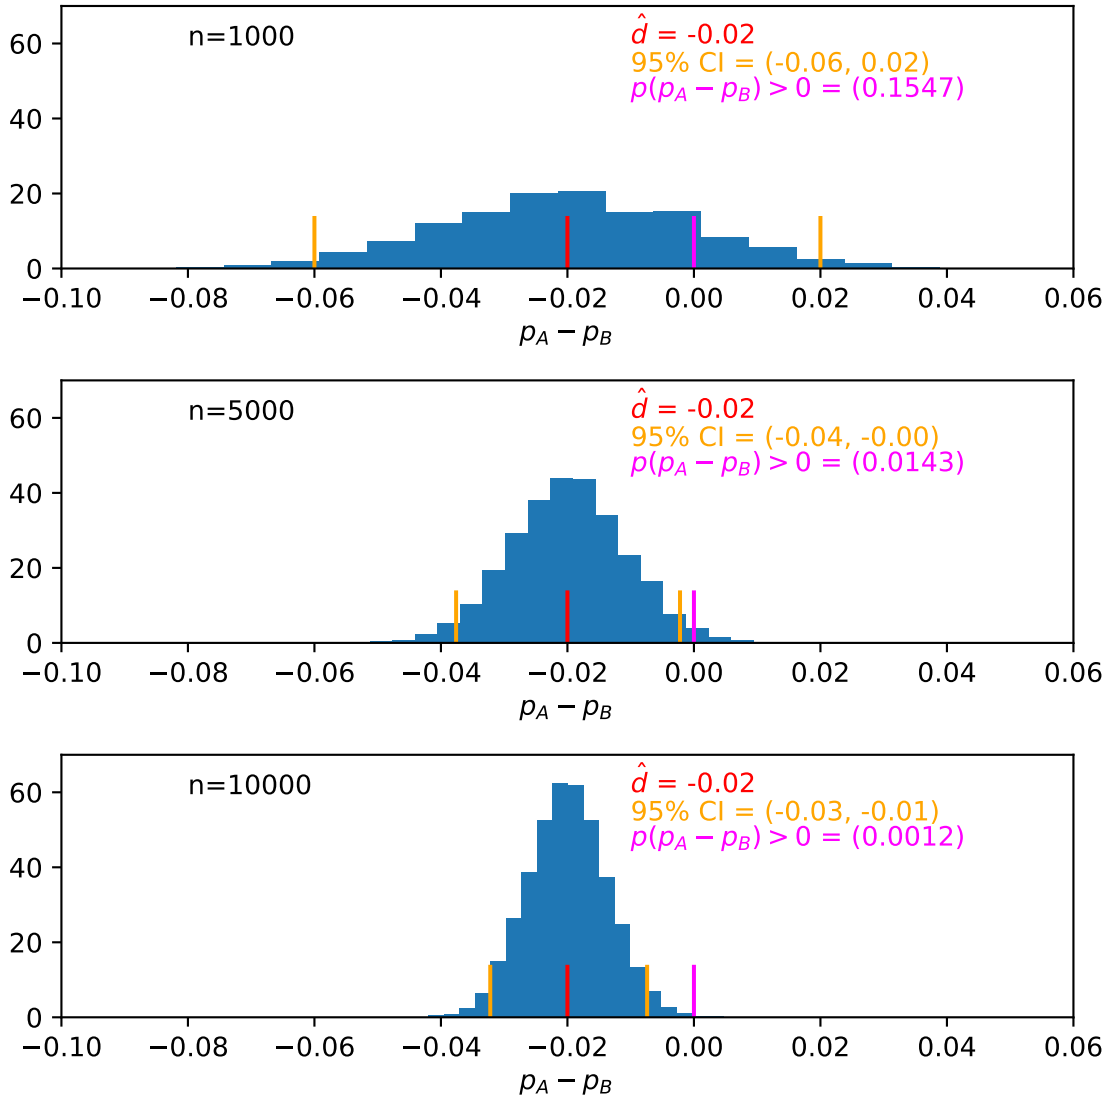 n=1000
d̂ = -0.02
95% CI = (-0.06, 0.02)
p(p_A − p_B) > 0 = (0.1547)
60
40
20
0
−0.10 −0.08 −0.06 −0.04 −0.02 0.00 0.02 0.04 0.06
p_A − p_B
n=5000
d̂ = -0.02
95% CI = (-0.04, -0.00)
p(p_A − p_B) > 0 = (0.0143)
60
40
20
0
−0.10 −0.08 −0.06 −0.04 −0.02 0.00 0.02 0.04 0.06
p_A − p_B
n=10000
d̂ = -0.02
95% CI = (-0.03, -0.01)
p(p_A − p_B) > 0 = (0.0012)
60
40
20
0
−0.10 −0.08 −0.06 −0.04 −0.02 0.00 0.02 0.04 0.06
p_A − p_B